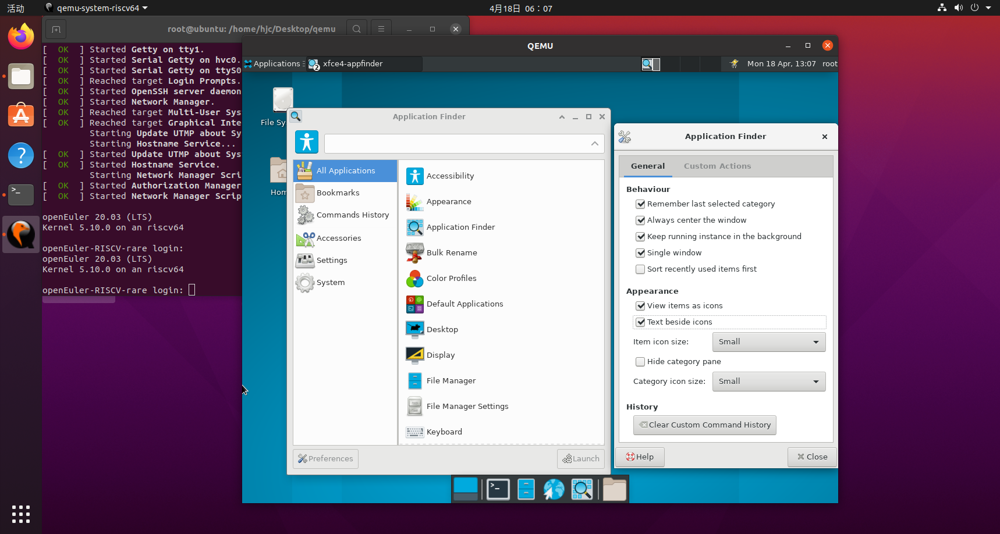 活动
qemu-system-riscv64
4月18日 06：07
root@ubuntu: /home/hjc/Desktop/qemu
[  OK  ] Started Getty on tty1.
[  OK  ] Started Serial Getty on hvc0.
[  OK  ] Started Serial Getty on ttyS0
[  OK  ] Reached target Login Prompts.
[  OK  ] Started OpenSSH server daemon
[  OK  ] Started Network Manager.
[  OK  ] Reached target Multi-User Sys
[  OK  ] Reached target Graphical Inte
Starting Update UTMP about Sy
Starting Hostname Service...
[  OK  ] Started Update UTMP about Sys
[  OK  ] Started Hostname Service.
Starting Network Manager Scri
[  OK  ] Started Authorization Manager
[  OK  ] Started Network Manager Scrip
openEuler 20.03 (LTS)
Kernel 5.10.0 on an riscv64
openEuler-RISCV-rare login:
openEuler 20.03 (LTS)
Kernel 5.10.0 on an riscv64
openEuler-RISCV-rare login:
QEMU
Applications
2
xfce4-appfinder
Mon 18 Apr, 13:07
root
File Sy
Hom
Application Finder
All Applications
Bookmarks
Commands History
Accessories
Settings
System
Accessibility
Appearance
Application Finder
Bulk Rename
Color Profiles
Default Applications
Desktop
Display
File Manager
File Manager Settings
Keyboard
Preferences
Launch
Application Finder
General
Custom Actions
Behaviour
Remember last selected category
Always center the window
Keep running instance in the background
Single window
Sort recently used items first
Appearance
View items as icons
Text beside icons
Item icon size:
Small
Hide category pane
Category icon size:
Small
History
Clear Custom Command History
Help
Close